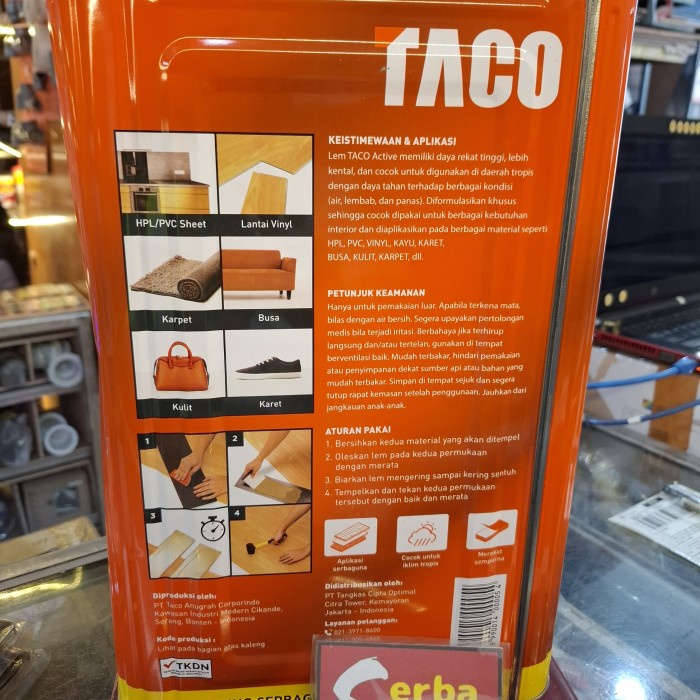 TACO
KEISTIMEWAAN & APLIKASI
Lem TACO Active memiliki daya rekat tinggi, lebih
kental, dan cocok untuk digunakan di daerah tropis
dengan daya tahan terhadap berbagai kondisi
(air, lembab, dan panas). Diformulasikan khusus
sehingga cocok dipakai untuk berbagai kebutuhan
interior dan diaplikasikan pada berbagai material seperti
HPL, PVC, VINYL, KAYU, KARET,
BUSA, KULIT, KARPET, dll.
HPL/PVC Sheet
Lantai Vinyl
Karpet
Busa
Kulit
Karet
PETUNJUK KEAMANAN
Hanya untuk pemakaian luar. Apabila terkena mata,
bilas dengan air bersih. Segera upayakan pertolongan
medis bila terjadi iritasi. Berbahaya jika terhirup
langsung dan/atau tertelan, gunakan di tempat
berventilasi baik. Mudah terbakar, hindari pemakaian
atau penyimpanan dekat sumber api atau bahan yang
mudah terbakar. Simpan di tempat sejuk dan segera
tutup rapat kemasan setelah penggunaan. Jauhkan dari
jangkauan anak-anak.
ATURAN PAKAI
1. Bersihkan kedua material yang akan ditempel
2. Oleskan lem pada kedua permukaan
dengan merata
3. Biarkan lem mengering sampai kering sentuh
4. Tempelkan dan tekan kedua permukaan
tersebut dengan baik dan merata
1
2
3
4
Aplikasi
serbaguna
Cocok untuk
iklim tropis
Merekat
sempurna
Diproduksi oleh:
PT Taco Anugrah Corporindo
Kawasan Industri Modern Cikande,
Serang, Banten - Indonesia
Kode produksi :
Lihat pada bagian atas kaleng
TKDN
Didistribusikan oleh:
PT Tangkas Cipta Optimal
Citra Tower, Kemayoran
Jakarta - Indonesia
Layanan pelanggan:
021-3971-8600
erba